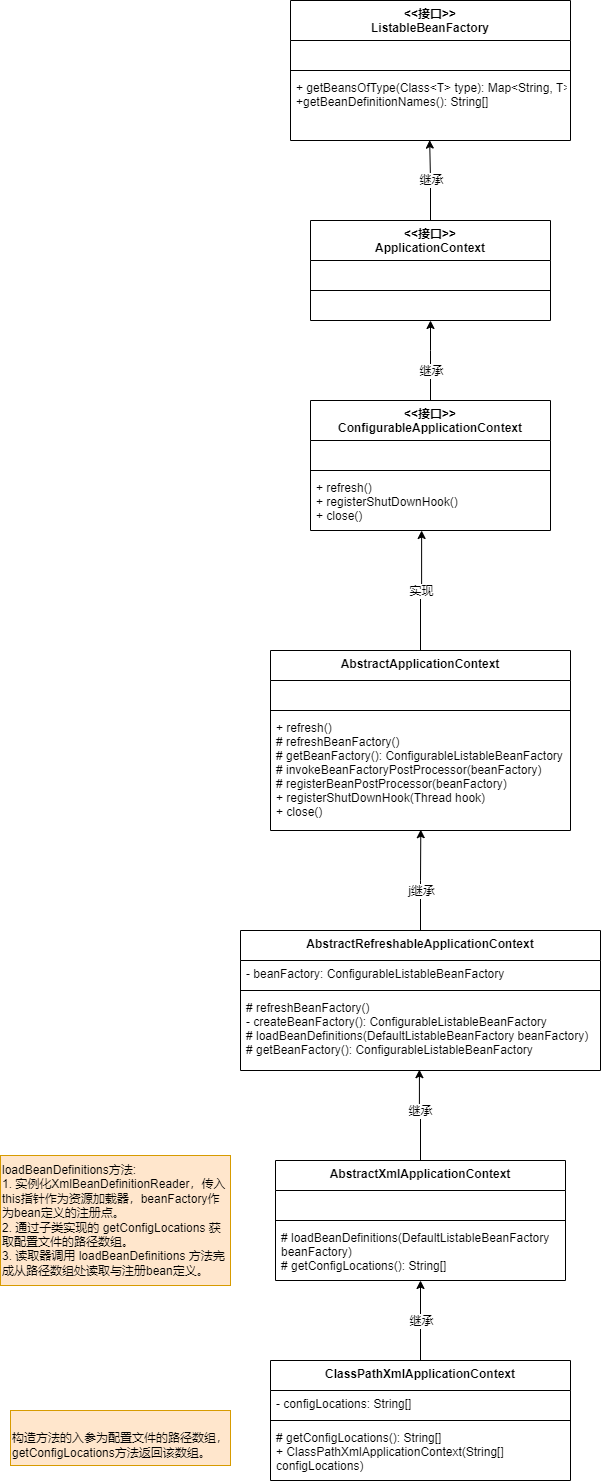 <<接口>>
ListableBeanFactory
+ getBeansOfType(Class<T> type): Map<String, T>
+getBeanDefinitionNames(): String[]
继承
<<接口>>
ApplicationContext
继承
<<接口>>
ConfigurableApplicationContext
+ refresh()
+ registerShutDownHook()
+ close()
实现
AbstractApplicationContext
+ refresh()
# refreshBeanFactory()
# getBeanFactory(): ConfigurableListableBeanFactory
# invokeBeanFactoryPostProcessor(beanFactory)
# registerBeanPostProcessor(beanFactory)
+ registerShutDownHook(Thread hook)
+ close()
j继承
AbstractRefreshableApplicationContext
- beanFactory: ConfigurableListableBeanFactory
# refreshBeanFactory()
- createBeanFactory(): ConfigurableListableBeanFactory
# loadBeanDefinitions(DefaultListableBeanFactory beanFactory)
# getBeanFactory(): ConfigurableListableBeanFactory
继承
loadBeanDefinitions方法:
1. 实例化XmlBeanDefinitionReader，传入
this指针作为资源加载器，beanFactory作
为bean定义的注册点。
2. 通过子类实现的 getConfigLocations 获
取配置文件的路径数组。
3. 读取器调用 loadBeanDefinitions 方法完
成从路径数组处读取与注册bean定义。
AbstractXmlApplicationContext
# loadBeanDefinitions(DefaultListableBeanFactory
beanFactory)
# getConfigLocations(): String[]
继承
ClassPathXmlApplicationContext
- configLocations: String[]
# getConfigLocations(): String[]
+ ClassPathXmlApplicationContext(String[]
configLocations)
构造方法的入参为配置文件的路径数组，
getConfigLocations方法返回该数组。